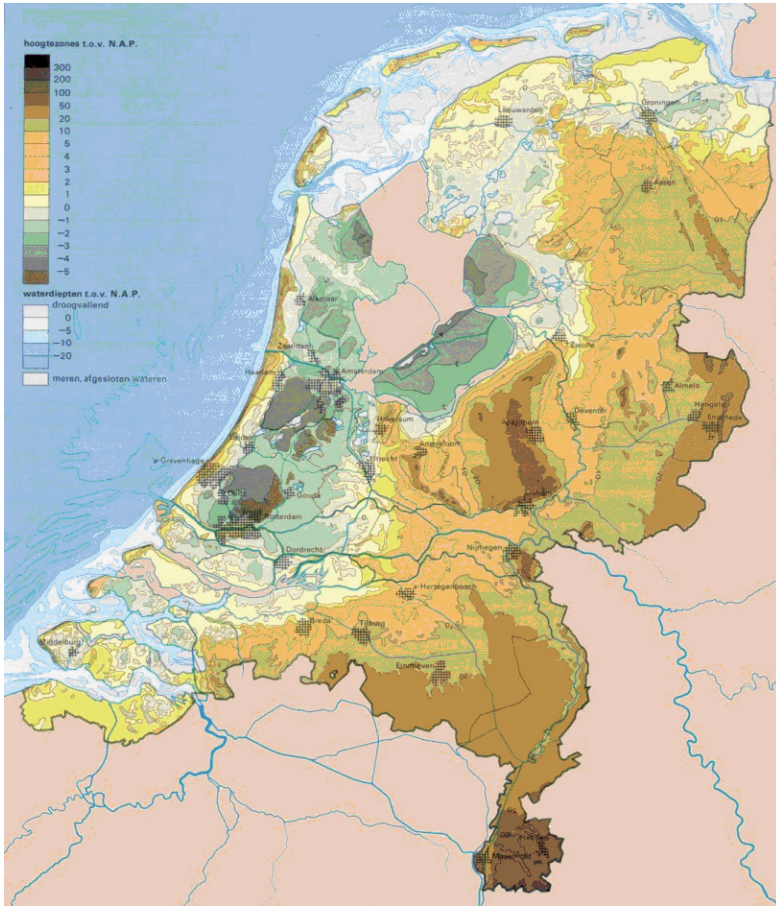 hoogtezones t.o.v. N.A.P.
300
200
100
50
20
10
5
4
3
2
1
0
−1
−2
−3
−4
−5
waterdiepten t.o.v. N.A.P.
droogvallend
0
−5
−10
−20
meren, afgesloten wateren
Leeuwarden
Groningen
Assen
Alkmaar
Zaandam
Zwolle
Haarlem
Amsterdam
Almelo
Hengelo
Deventer
Enschede
Hilversum
Apeldoorn
Amersfoort
Leiden
Utrecht
's-Gravenhage
Delft
Gouda
Arnhem
Rotterdam
Dordrecht
Nijmegen
's-Hertogenbosch
Breda
Tilburg
Middelburg
Eindhoven
Maastricht